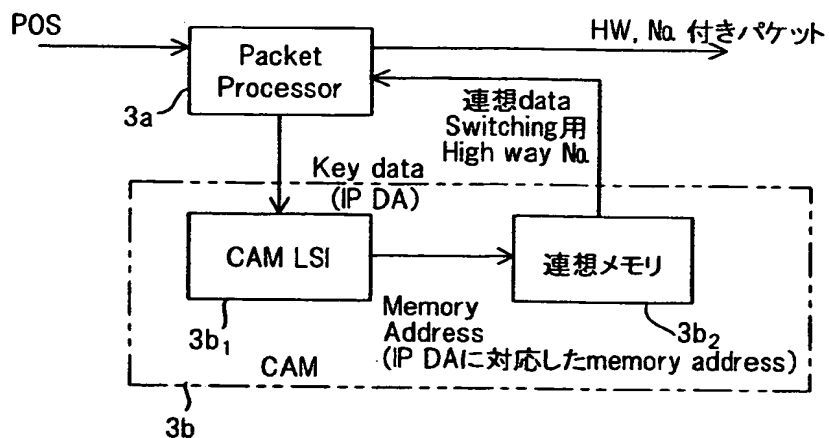 POS
HW, No. 付きパケット
Packet
Processor
3a
連想data
Switching用
High way No.
Key data
(IP DA)
CAM LSI
連想メモリ
3b1
Memory
Address
(IP DAに対応したmemory address)
3b2
CAM
3b